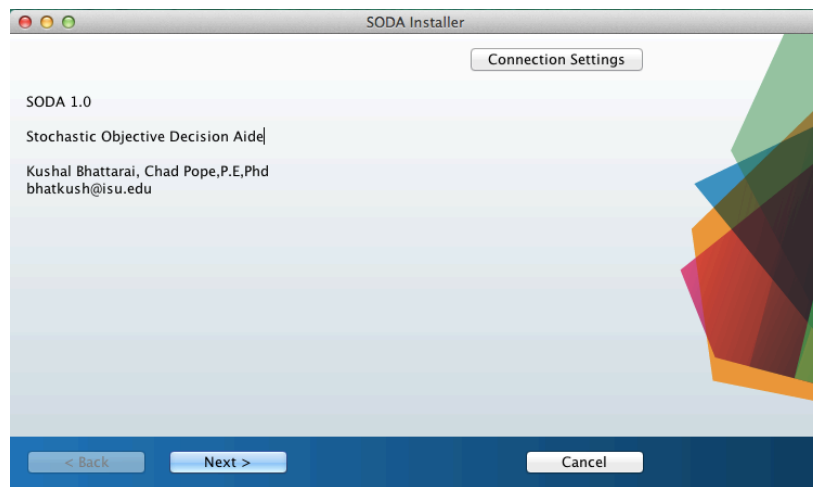 SODA Installer
Connection Settings
SODA 1.0
Stochastic Objective Decision Aide
Kushal Bhattarai, Chad Pope,P.E,Phd
bhatkush@isu.edu
< Back
Next >
Cancel